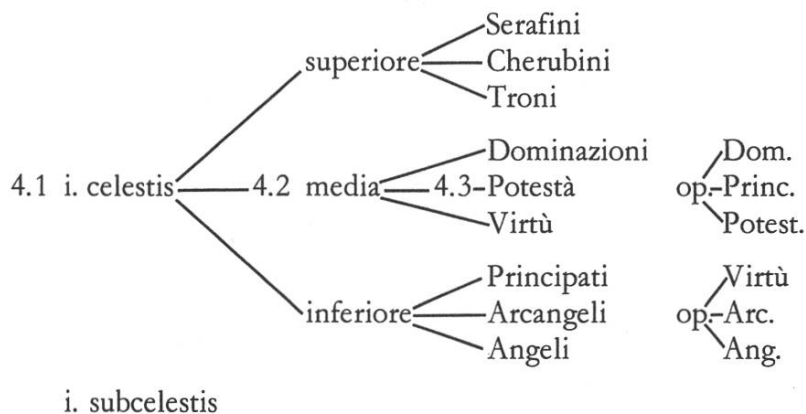 Serafini
superiore Cherubini
Troni
Dominazioni Dom.
4.1 i. celestis 4.2 media 4.3-Potestà op.-Princ.
Virtù Potest.
Principati Virtù
inferiore Arcangeli op.-Arc.
Angeli Ang.
i. subcelestis